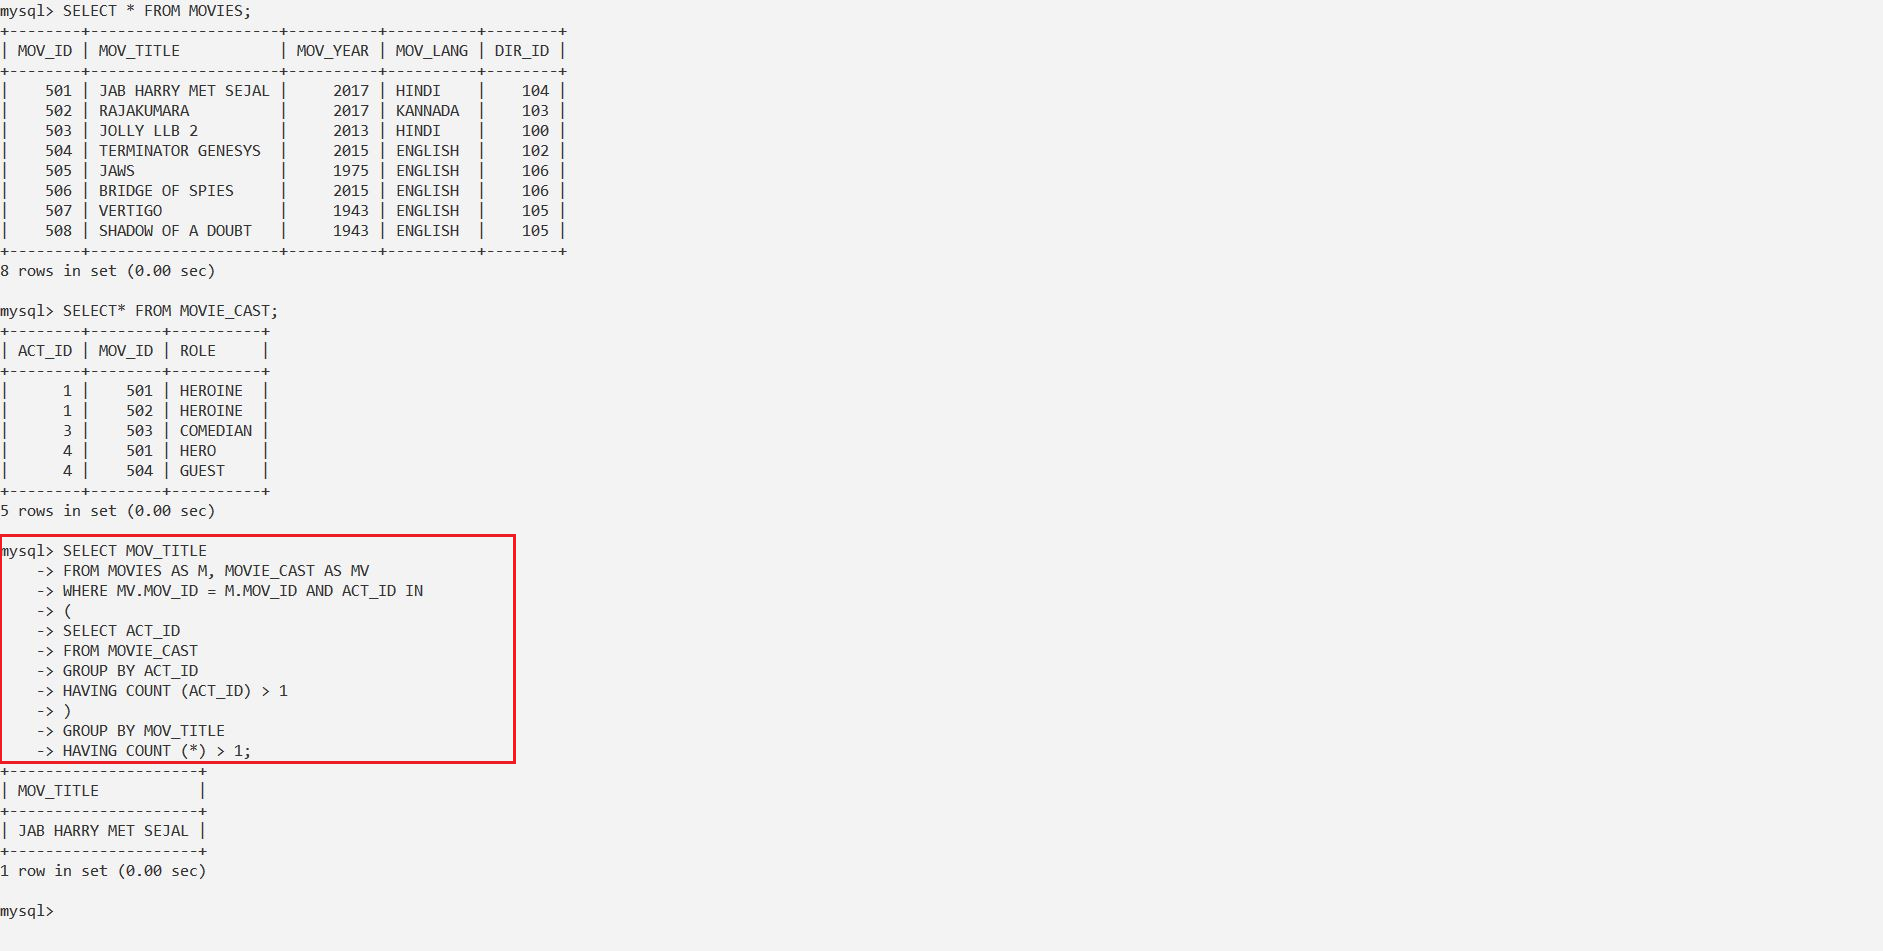 mysql> SELECT * FROM MOVIES;
+--------+---------------------+----------+----------+--------+
| MOV_ID | MOV_TITLE           | MOV_YEAR | MOV_LANG | DIR_ID |
+--------+---------------------+----------+----------+--------+
|    501 | JAB HARRY MET SEJAL |     2017 | HINDI    |    104 |
|    502 | RAJAKUMARA          |     2017 | KANNADA  |    103 |
|    503 | JOLLY LLB 2         |     2013 | HINDI    |    100 |
|    504 | TERMINATOR GENESYS  |     2015 | ENGLISH  |    102 |
|    505 | JAWS                |     1975 | ENGLISH  |    106 |
|    506 | BRIDGE OF SPIES     |     2015 | ENGLISH  |    106 |
|    507 | VERTIGO             |     1943 | ENGLISH  |    105 |
|    508 | SHADOW OF A DOUBT   |     1943 | ENGLISH  |    105 |
+--------+---------------------+----------+----------+--------+
8 rows in set (0.00 sec)

mysql> SELECT* FROM MOVIE_CAST;
+--------+--------+----------+
| ACT_ID | MOV_ID | ROLE     |
+--------+--------+----------+
|      1 |    501 | HEROINE  |
|      1 |    502 | HEROINE  |
|      3 |    503 | COMEDIAN |
|      4 |    501 | HERO     |
|      4 |    504 | GUEST    |
+--------+--------+----------+
5 rows in set (0.00 sec)

mysql> SELECT MOV_TITLE
    -> FROM MOVIES AS M, MOVIE_CAST AS MV
    -> WHERE MV.MOV_ID = M.MOV_ID AND ACT_ID IN
    -> (
    -> SELECT ACT_ID
    -> FROM MOVIE_CAST
    -> GROUP BY ACT_ID
    -> HAVING COUNT (ACT_ID) > 1
    -> )
    -> GROUP BY MOV_TITLE
    -> HAVING COUNT (*) > 1;
+---------------------+
| MOV_TITLE           |
+---------------------+
| JAB HARRY MET SEJAL |
+---------------------+
1 row in set (0.00 sec)

mysql>